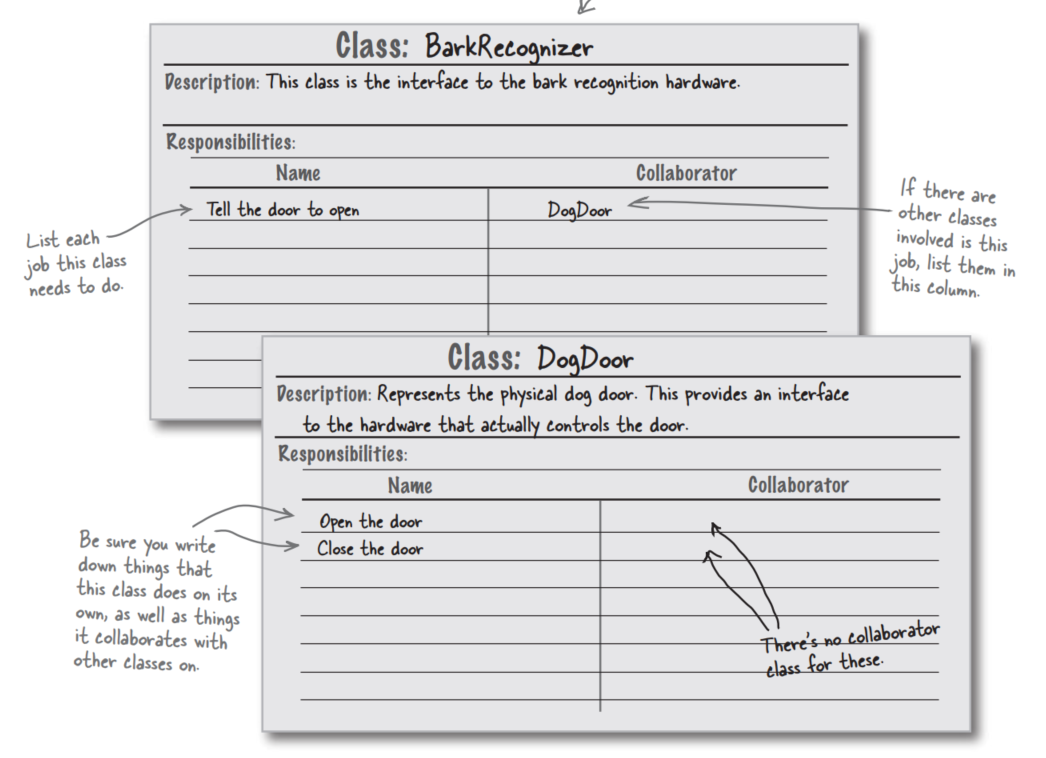 Class: BarkRecognizer
Description: This class is the interface to the bark recognition hardware.
Responsibilities:
Name Collaborator
Tell the door to open DogDoor
List each
job this class
needs to do.
If there are
other classes
involved is this
job, list them in
this column.
Class: DogDoor
Description: Represents the physical dog door. This provides an interface
to the hardware that actually controls the door.
Responsibilities:
Name Collaborator
Open the door
Close the door
Be sure you write
down things that
this class does on its
own, as well as things
it collaborates with
other classes on.
There's no collaborator
class for these.